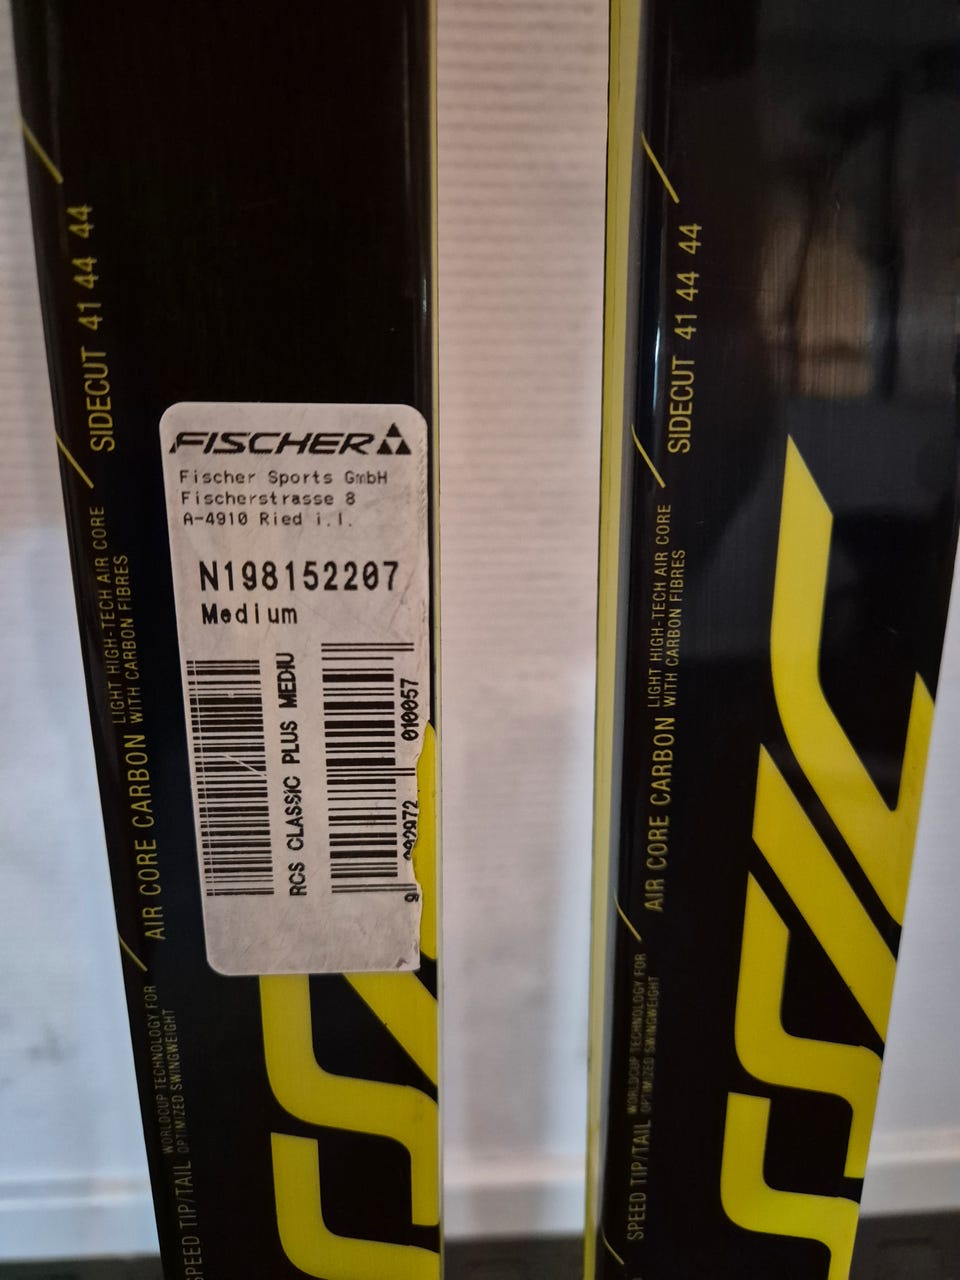 SIDECUT 41 44 44
AIR CORE CARBON LIGHT HIGH-TECH AIR CORE
WITH CARBON FIBRES
SPEED TIP/TAIL WORLDCUP TECHNOLOGY FOR
OPTIMIZED SWINGWEIGHT
FISCHER
Fischer Sports GmbH
Fischerstrasse 8
A-4910 Ried i.I.
N198152207
Medium
RCS CLASSIC PLUS MEDIU
9 002972 010057
SIDECUT 41 44 44
AIR CORE CARBON LIGHT HIGH-TECH AIR CORE
WITH CARBON FIBRES
SPEED TIP/TAIL WORLDCUP TECHNOLOGY FOR
OPTIMIZED SWINGWEIGHT